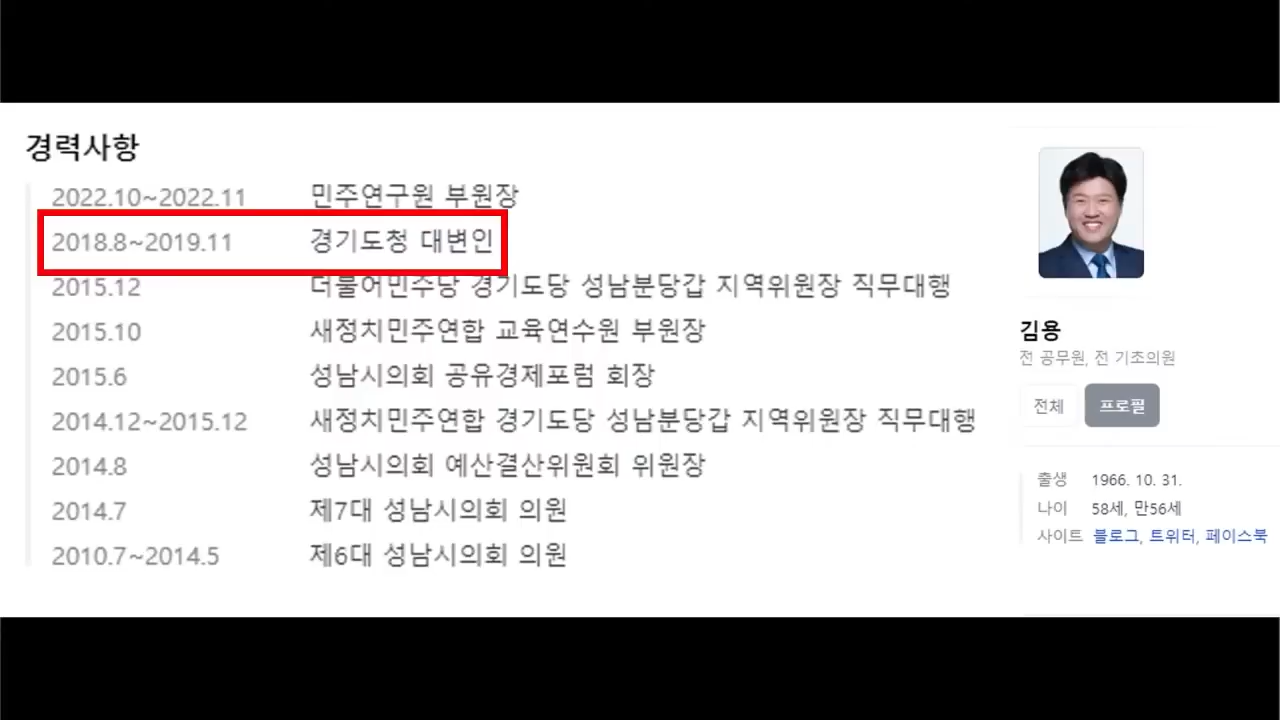 경력사항
2022.10~2022.11 민주연구원 부원장
2018.8~2019.11 경기도청 대변인
2015.12 더불어민주당 경기도당 성남분당갑 지역위원장 직무대행
2015.10 새정치민주연합 교육연수원 부원장
2015.6 성남시의회 공유경제포럼 회장
2014.12~2015.12 새정치민주연합 경기도당 성남분당갑 지역위원장 직무대행
2014.8 성남시의회 예산결산위원회 위원장
2014.7 제7대 성남시의회 의원
2010.7~2014.5 제6대 성남시의회 의원
김용
전 공무원, 전 기초의원
전체 프로필
출생 1966. 10. 31.
나이 58세, 만56세
사이트 블로그, 트위터, 페이스북